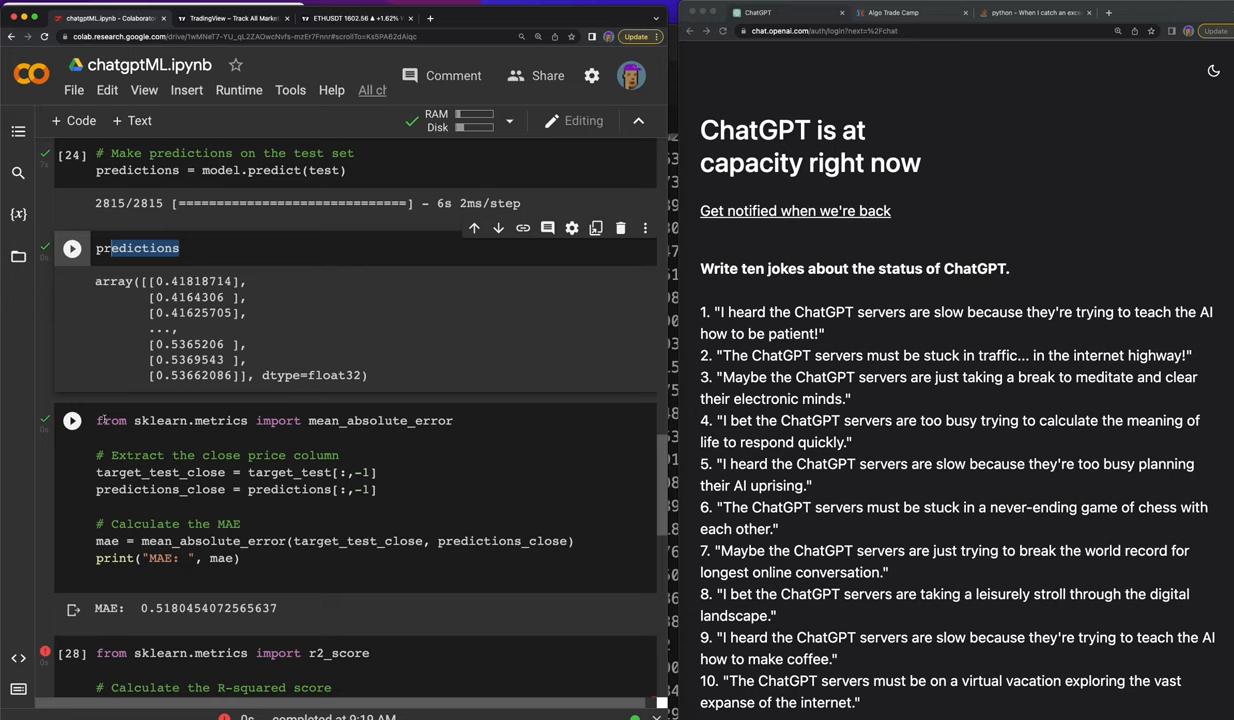 chatgptML.ipynb - Colaborato
TradingView – Track All Market
ETHUSDT 1602.56 ▲ +1.62% W
colab.research.google.com/drive/1wMNeT7-YU_qL2ZAOwcNvfs-mzEr7Fnnr#scrollTo=Ks5PA62dAiqc
Update
chatgptML.ipynb
Comment
Share
File Edit View Insert Runtime Tools Help All ch
+ Code + Text
RAM
Disk
Editing
[24] # Make predictions on the test set
predictions = model.predict(test)
2815/2815 [==============================] - 6s 2ms/step
7s
predictions
0s
array([[0.41818714],
[0.4164306 ],
[0.41625705],
...,
[0.5365206 ],
[0.5369543 ],
[0.53662086]], dtype=float32)
from sklearn.metrics import mean_absolute_error
0s
# Extract the close price column
target_test_close = target_test[:,-1]
predictions_close = predictions[:,-1]
# Calculate the MAE
mae = mean_absolute_error(target_test_close, predictions_close)
print("MAE: ", mae)
MAE: 0.5180454072565637
[28] from sklearn.metrics import r2_score
0s
# Calculate the R-squared score
0s completed at 9:19 AM
ChatGPT
Algo Trade Camp
python - When I catch an exce
chat.openai.com/auth/login?next=%2Fchat
Update
ChatGPT is at
capacity right now
Get notified when we're back
Write ten jokes about the status of ChatGPT.
1. "I heard the ChatGPT servers are slow because they're trying to teach the AI
how to be patient!"
2. "The ChatGPT servers must be stuck in traffic... in the internet highway!"
3. "Maybe the ChatGPT servers are just taking a break to meditate and clear
their electronic minds."
4. "I bet the ChatGPT servers are too busy trying to calculate the meaning of
life to respond quickly."
5. "I heard the ChatGPT servers are slow because they're too busy planning
their AI uprising."
6. "The ChatGPT servers must be stuck in a never-ending game of chess with
each other."
7. "Maybe the ChatGPT servers are just trying to break the world record for
longest online conversation."
8. "I bet the ChatGPT servers are taking a leisurely stroll through the digital
landscape."
9. "I heard the ChatGPT servers are slow because they're trying to teach the AI
how to make coffee."
10. "The ChatGPT servers must be on a virtual vacation exploring the vast
expanse of the internet."